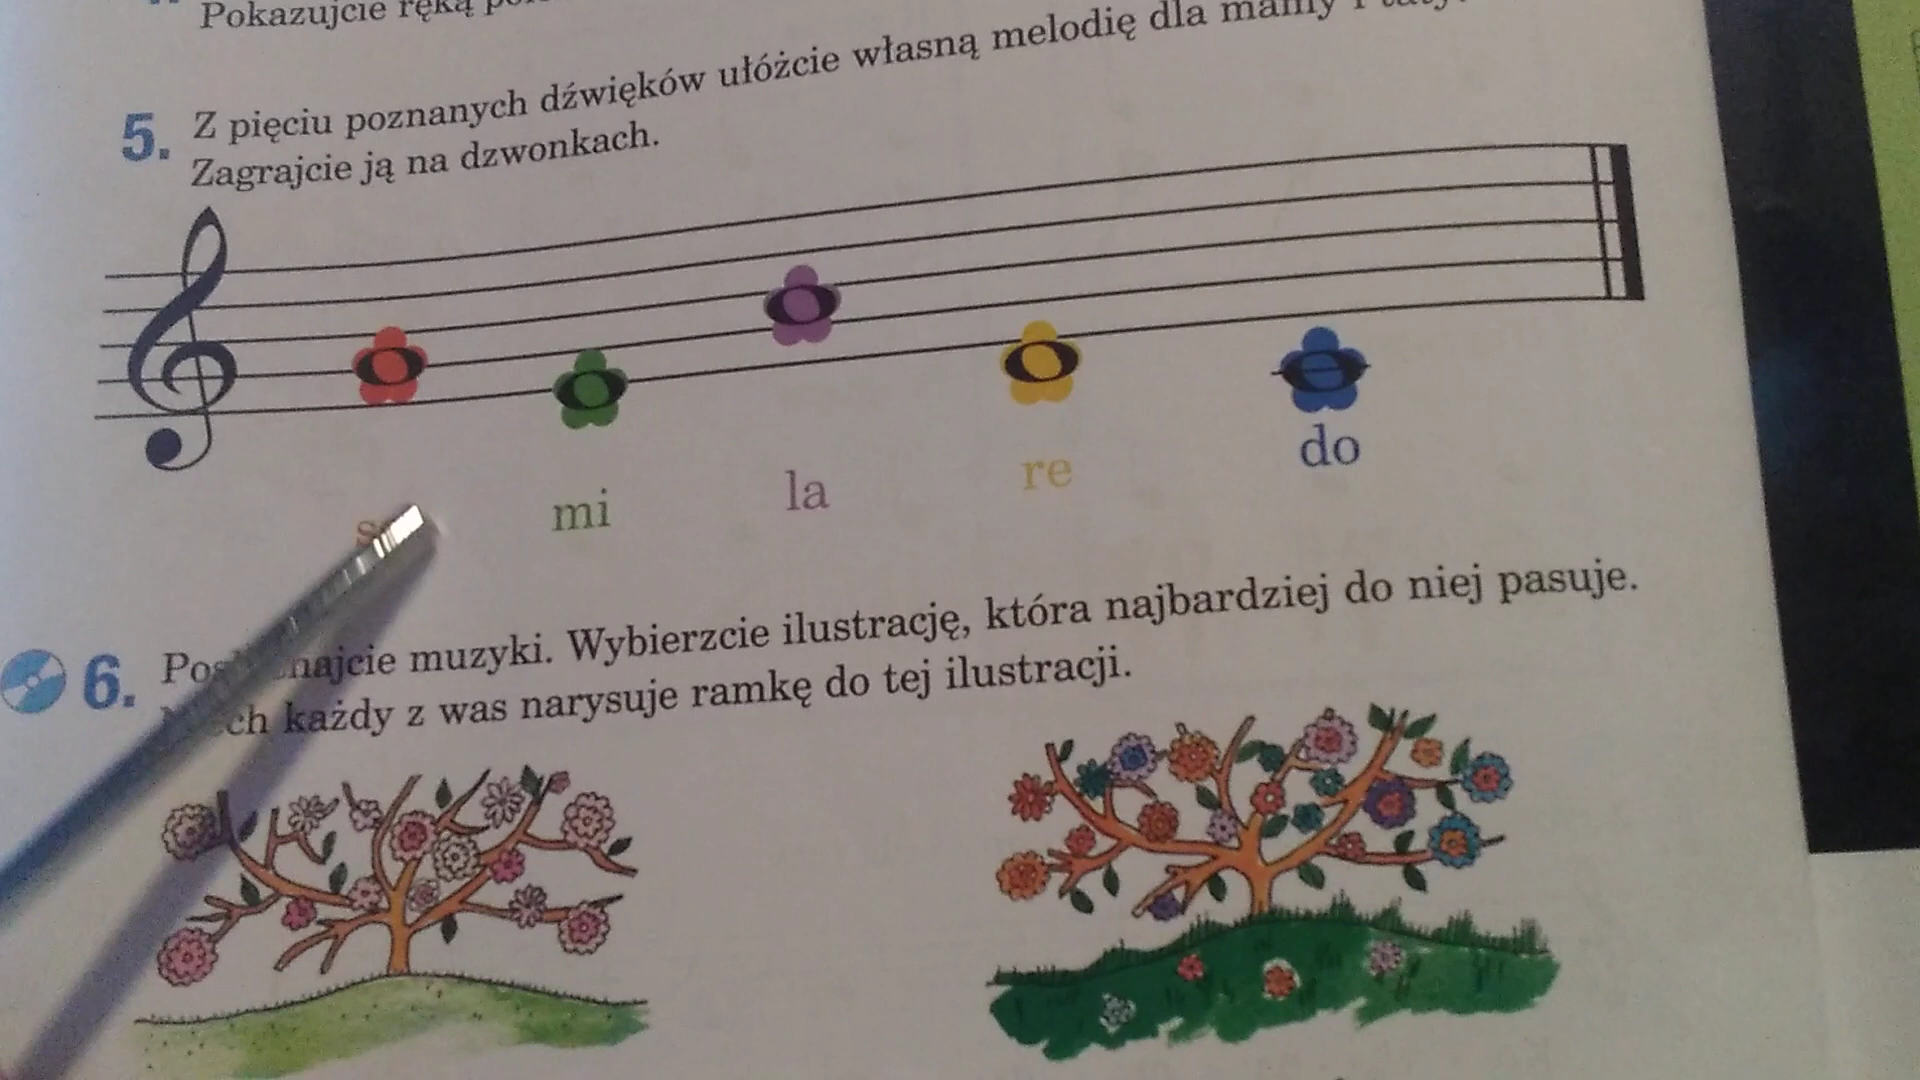 Pokazujcie ręką
5. Z pięciu poznanych dźwięków ułóżcie własną melodię dla mamy i taty.
Zagrajcie ją na dzwonkach.
mi la re do
6. muzyki. Wybierzcie ilustrację, która najbardziej do niej pasuje.
każdy z was narysuje ramkę do tej ilustracji.